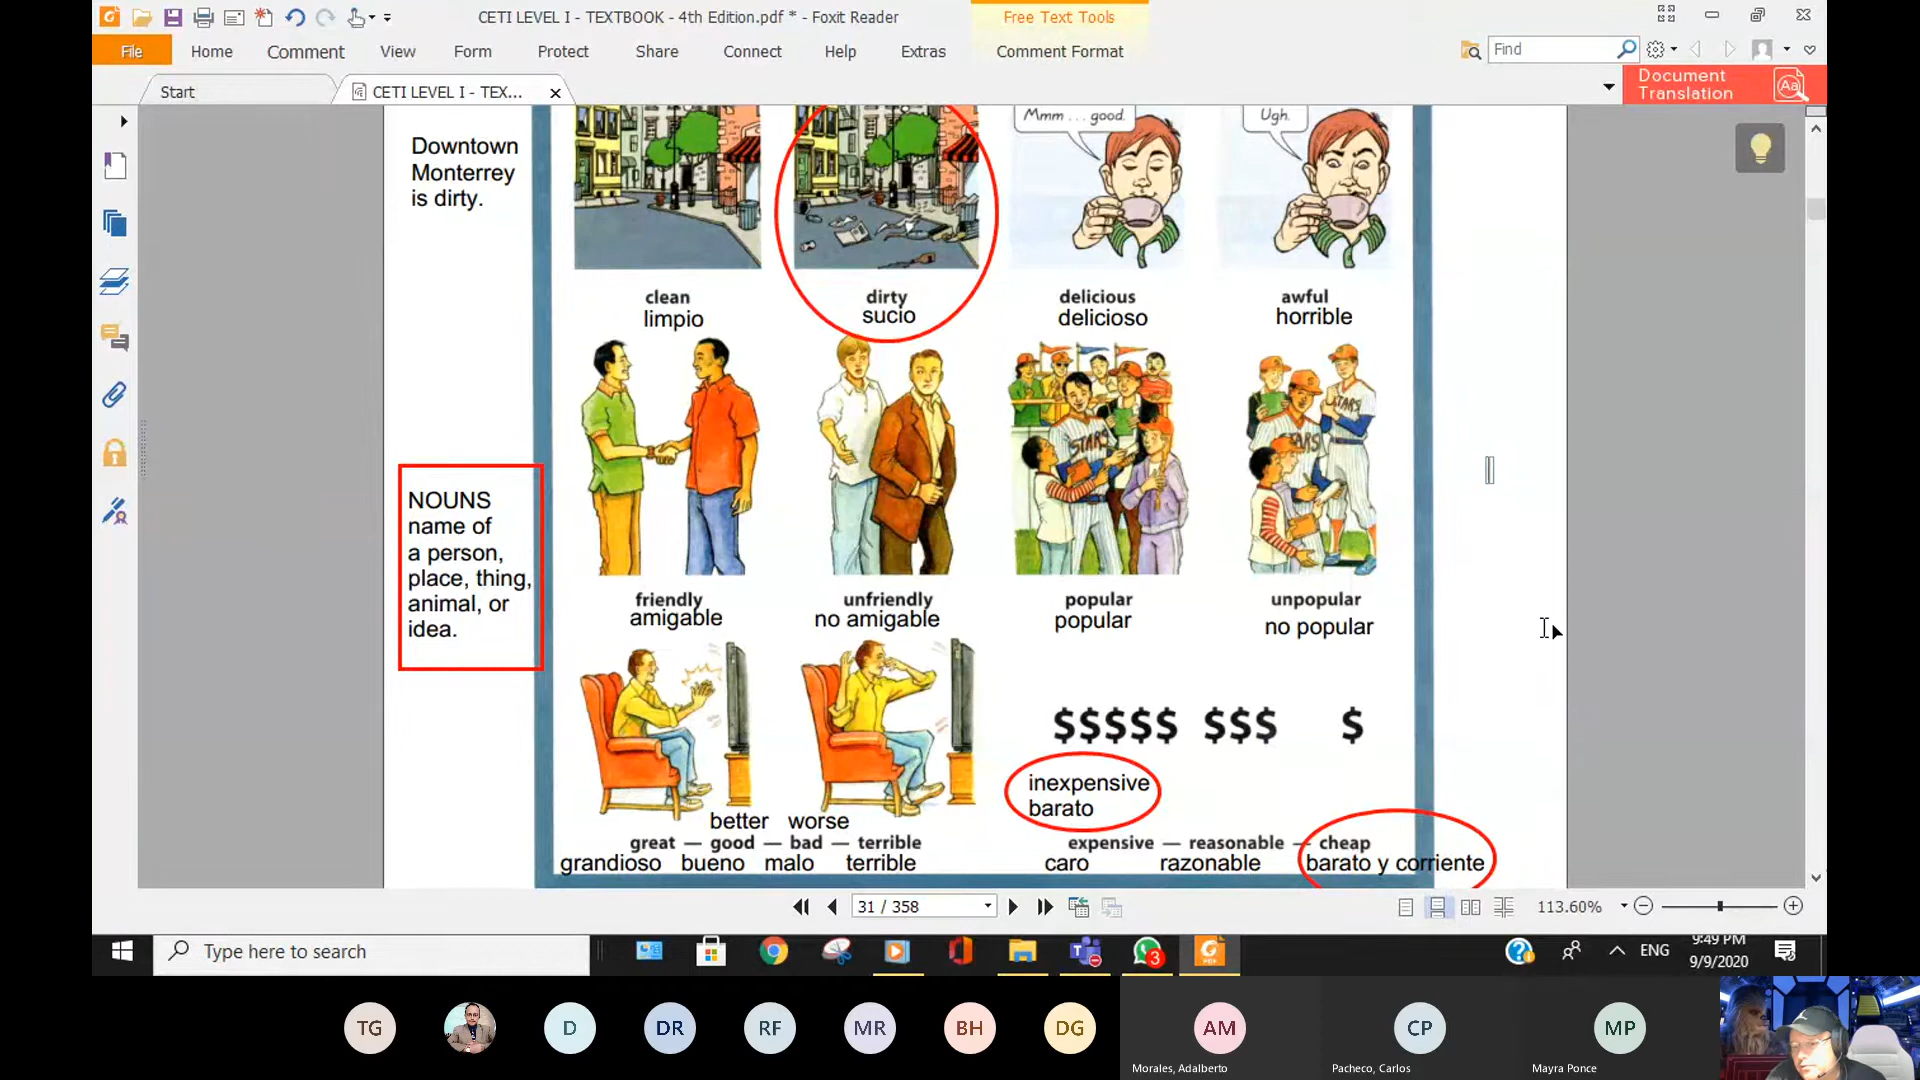 CETI LEVEL I - TEXTBOOK - 4th Edition.pdf * - Foxit Reader
Free Text Tools
File
Home
Comment
View
Form
Protect
Share
Connect
Help
Extras
Comment Format
Find
Start
CETI LEVEL I - TEX...
Document
Translation
Downtown
Monterrey
is dirty.
Mmm ... good.
Ugh.
clean
limpio
dirty
sucio
delicious
delicioso
awful
horrible
NOUNS
name of
a person,
place, thing,
animal, or
idea.
STARS
STARS
STARS
friendly
amigable
unfriendly
no amigable
popular
popular
unpopular
no popular
$$$$$ $$$ $
inexpensive
barato
better worse
great — good — bad — terrible
grandioso bueno malo terrible
expensive — reasonable — cheap
caro razonable barato y corriente
31 / 358
113.60%
Type here to search
3
ENG
9:49 PM
9/9/2020
TG
D
DR
RF
MR
BH
DG
AM
CP
MP
Morales, Adalberto
Pacheco, Carlos
Mayra Ponce